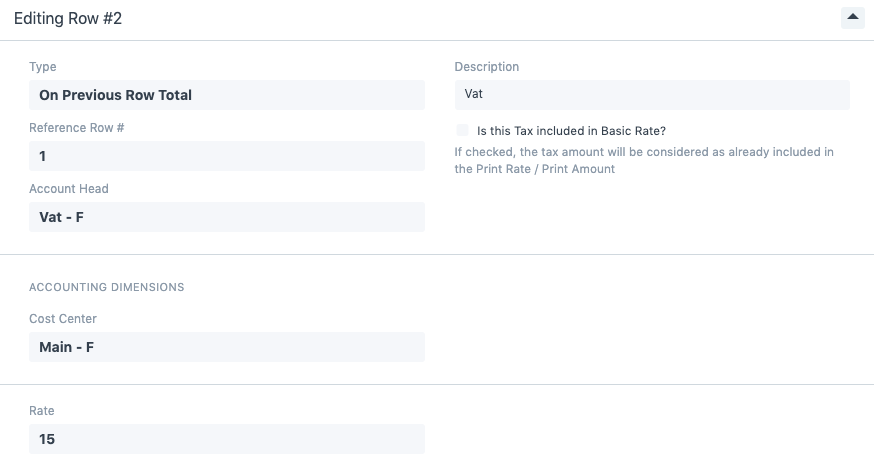 Editing Row #2
Type
On Previous Row Total
Reference Row #
1
Account Head
Vat - F
Description
Vat
Is this Tax included in Basic Rate?
If checked, the tax amount will be considered as already included in
the Print Rate / Print Amount
ACCOUNTING DIMENSIONS
Cost Center
Main - F
Rate
15